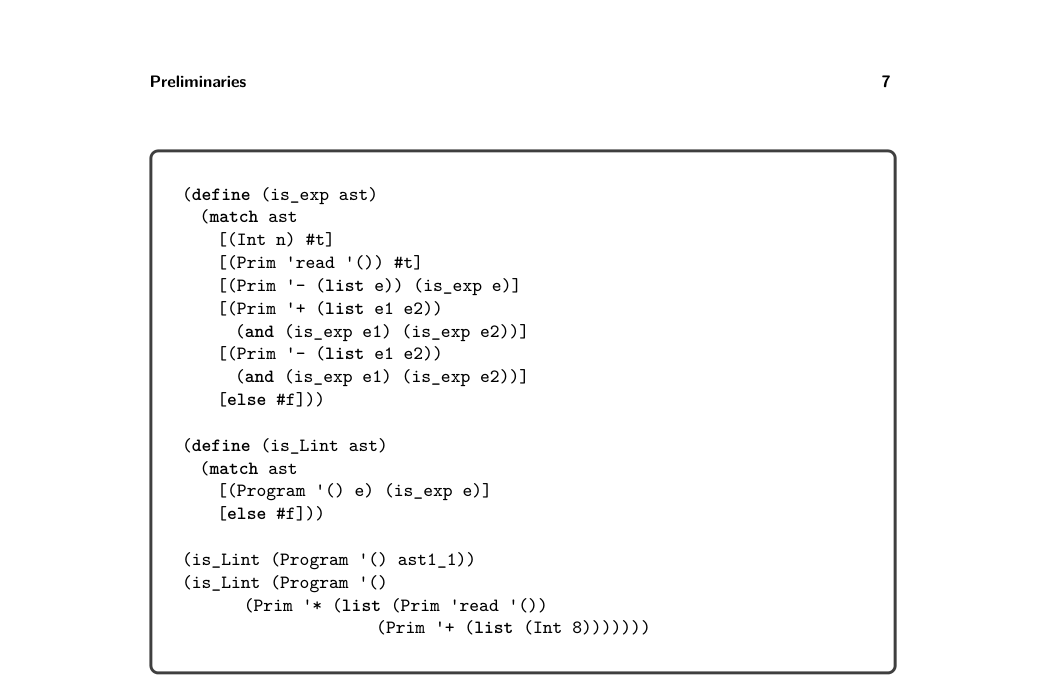 Preliminaries 7
(define (is_exp ast)
  (match ast
    [(Int n) #t]
    [(Prim 'read '()) #t]
    [(Prim '- (list e)) (is_exp e)]
    [(Prim '+ (list e1 e2))
      (and (is_exp e1) (is_exp e2))]
    [(Prim '- (list e1 e2))
      (and (is_exp e1) (is_exp e2))]
    [else #f]))
(define (is_Lint ast)
  (match ast
    [(Program '() e) (is_exp e)]
    [else #f]))
(is_Lint (Program '() ast1_1))
(is_Lint (Program '()
       (Prim '* (list (Prim 'read '())
                      (Prim '+ (list (Int 8)))))))